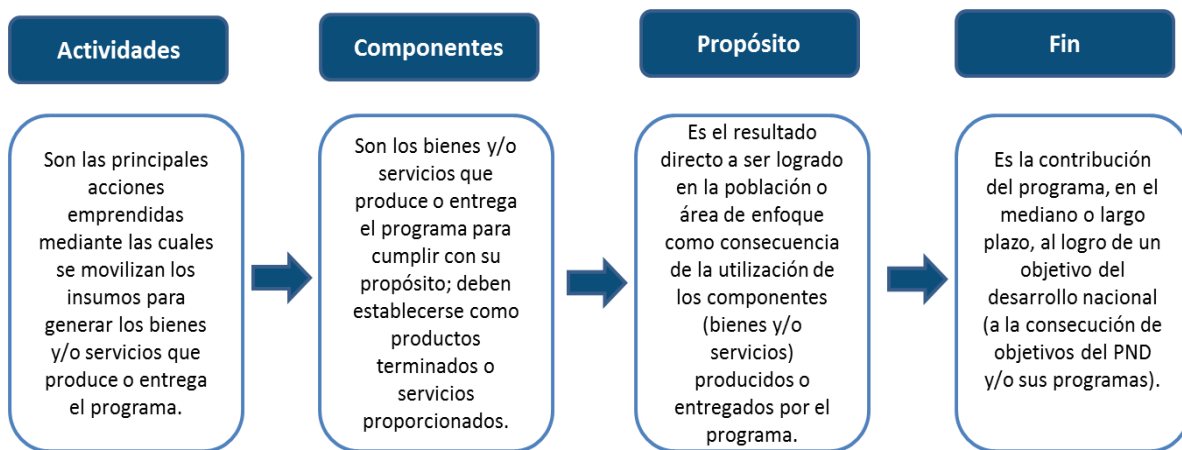 Actividades
Son las principales
acciones
emprendidas
mediante las cuales
se movilizan los
insumos para
generar los bienes
y/o servicios que
produce o entrega
el programa.
Componentes
Son los bienes y/o
servicios que
produce o entrega
el programa para
cumplir con su
propósito; deben
establecerse como
productos
terminados o
servicios
proporcionados.
Propósito
Es el resultado
directo a ser logrado
en la población o
área de enfoque
como consecuencia
de la utilización de
los componentes
(bienes y/o
servicios)
producidos o
entregados por el
programa.
Fin
Es la contribución
del programa, en el
mediano o largo
plazo, al logro de un
objetivo del
desarrollo nacional
(a la consecución de
objetivos del PND
y/o sus programas).